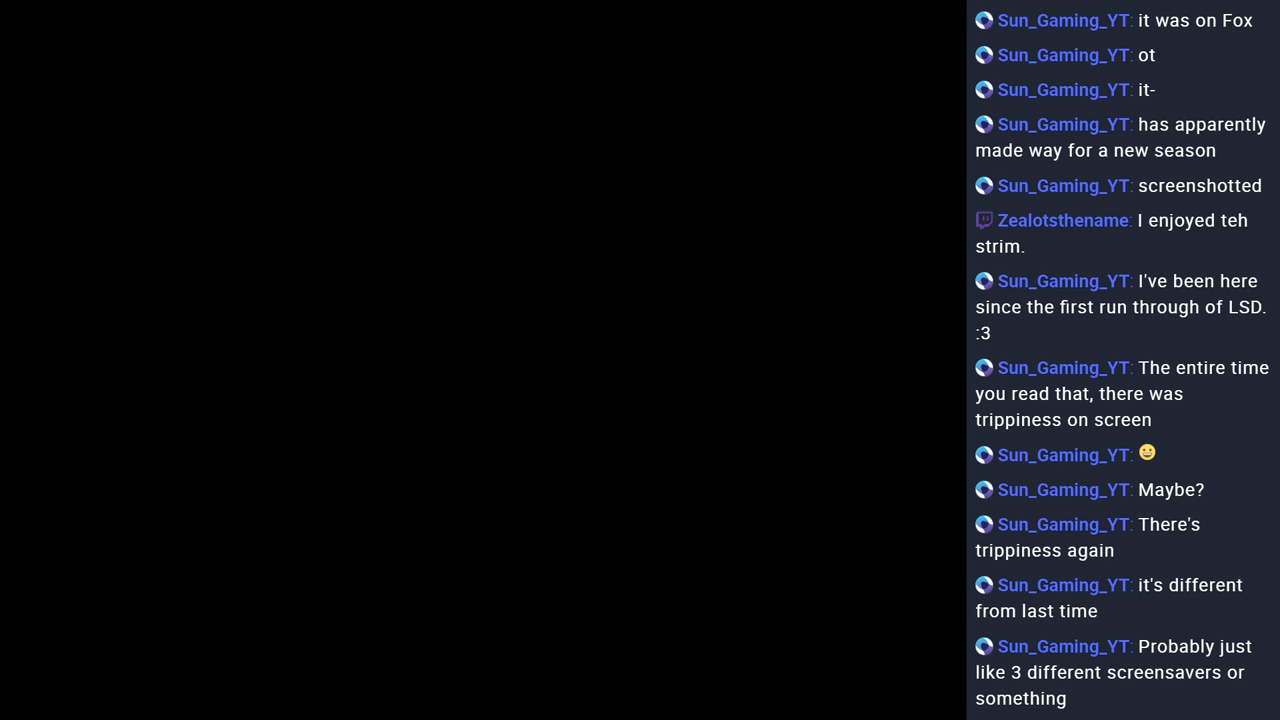 Sun_Gaming_YT: it was on Fox
Sun_Gaming_YT: ot
Sun_Gaming_YT: it-
Sun_Gaming_YT: has apparently
made way for a new season
Sun_Gaming_YT: screenshotted
Zealotsthename: I enjoyed teh
strim.
Sun_Gaming_YT: I've been here
since the first run through of LSD.
:3
Sun_Gaming_YT: The entire time
you read that, there was
trippiness on screen
Sun_Gaming_YT: 😀
Sun_Gaming_YT: Maybe?
Sun_Gaming_YT: There's
trippiness again
Sun_Gaming_YT: it's different
from last time
Sun_Gaming_YT: Probably just
like 3 different screensavers or
something